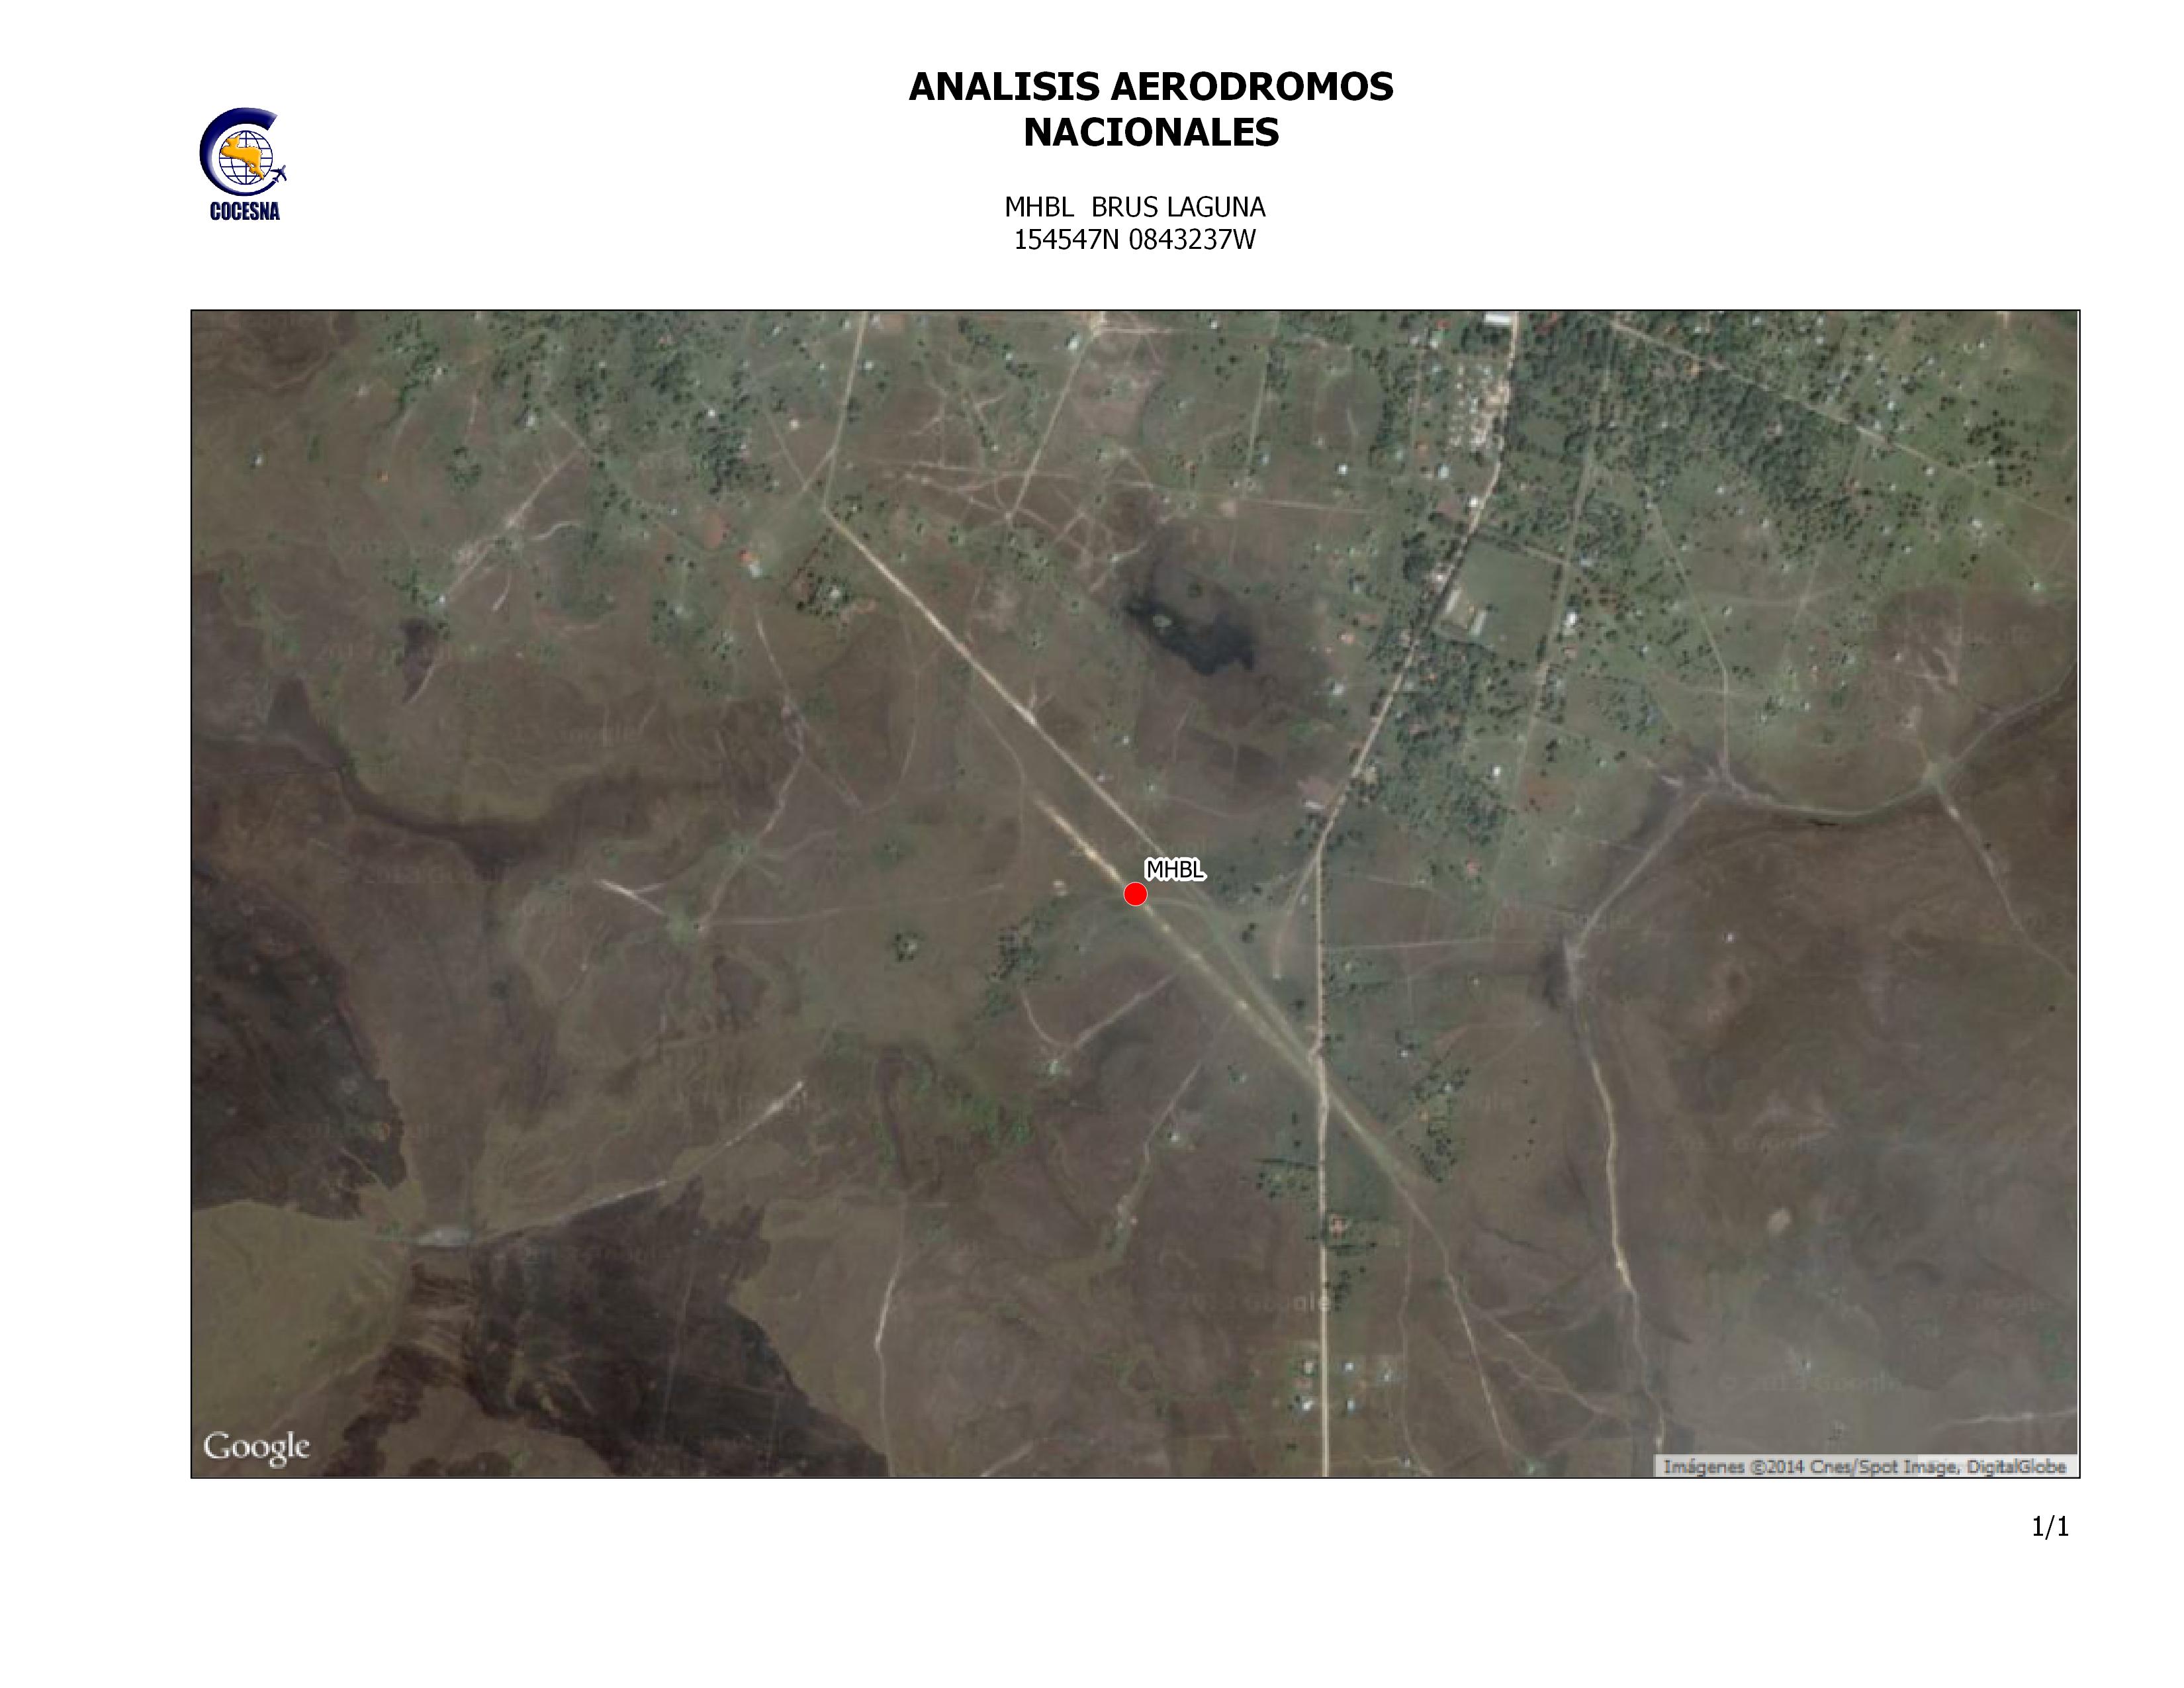 ANALISIS AERODROMOS
NACIONALES
COCESNA
MHBL BRUS LAGUNA
154547N 0843237W
MHBL
Google
Imágenes ©2014 Cnes/Spot Image, DigitalGlobe
1/1